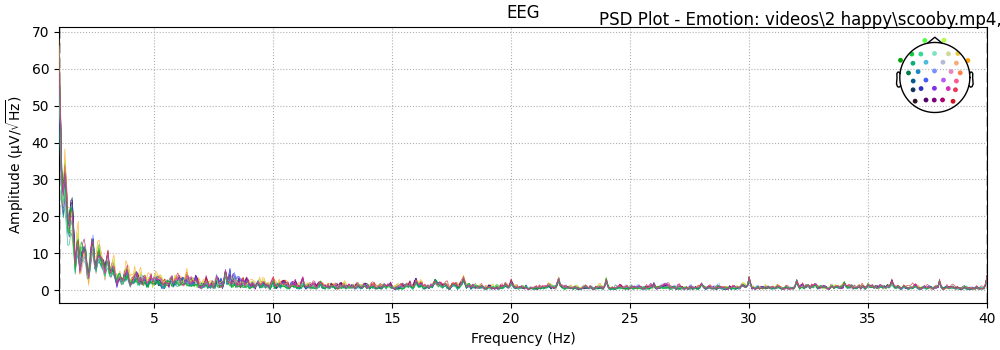 EEG
PSD Plot - Emotion: videos\2 happy\scooby.mp4,
Amplitude (µV/√Hz)
70
60
50
40
30
20
10
0
5 10 15 20 25 30 35 40
Frequency (Hz)